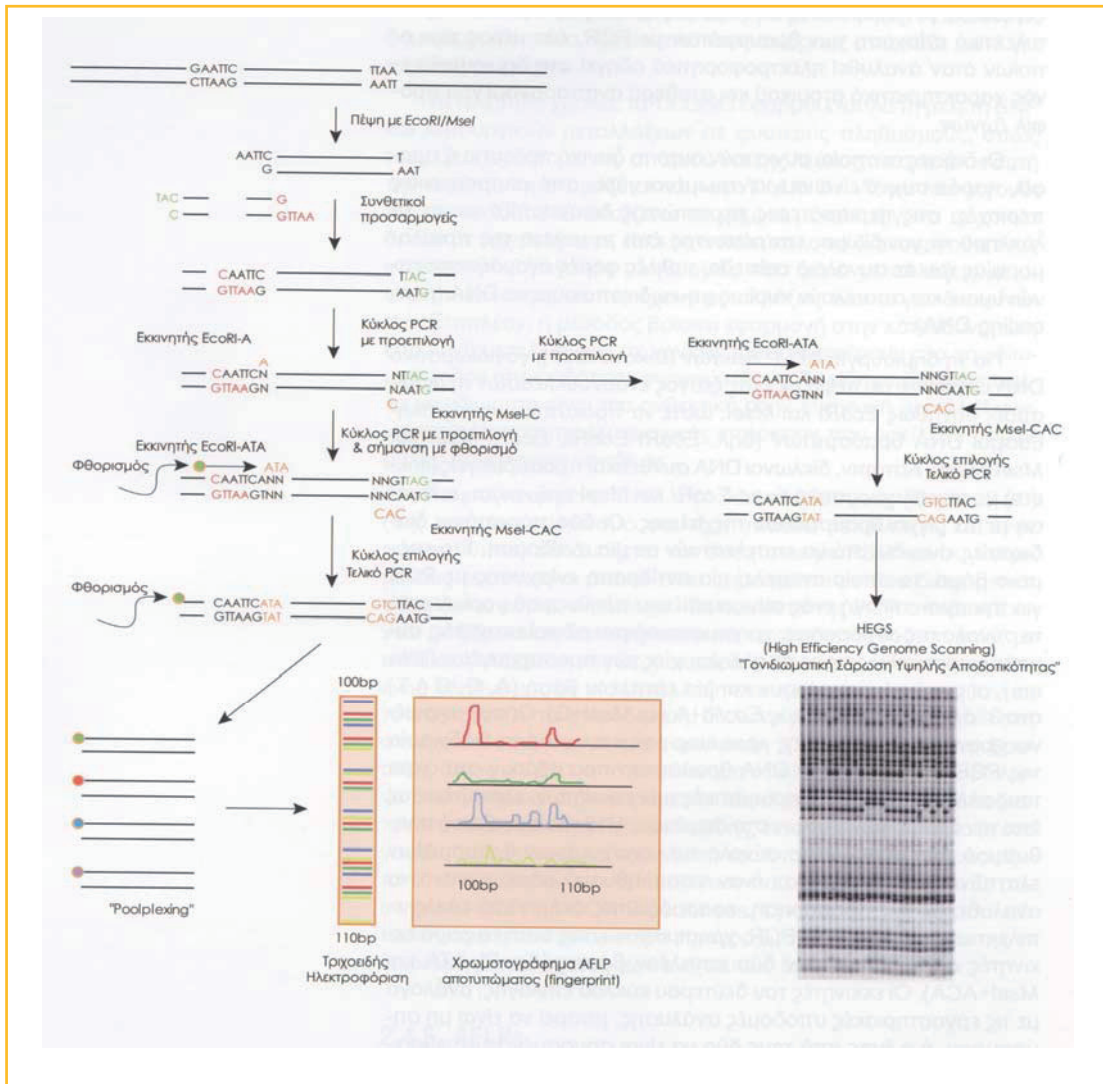 GAATTC TTAA
CTTAAG AATT
Πέψη με EcoRI/MseI
AATTC T
G AAT
TAC G
C GTTAA
Συνθετικοί
προσαρμογείς
CAATTC TTAC
GTTAAG AATG
Κύκλος PCR
με προεπιλογή
Εκκινητής EcoRI-A
A
CAATTCN NTTAC
GTTAAGN NAATG
C
Εκκινητής MseI-C
Κύκλος PCR
με προεπιλογή
Εκκινητής EcoRI-ATA
ATA
CAATTCANN NNGTTAC
GTTAAGTNN NNCAATG
CAC
Εκκινητής MseI-CAC
Κύκλος επιλογής
Τελικό PCR
CAATTCATA GTCTTAC
GTTAAGTAT CAGAATG
HEGS
(High Efficiency Genome Scanning)
"Γονιδιωματική Σάρωση Υψηλής Αποδοτικότητας"
Κύκλος PCR με προεπιλογή
& σήμανση με φθορισμό
Εκκινητής EcoRI-ATA
Φθορισμός
ATA
CAATTCANN NNGTTAG
GTTAAGTNN NNCAATG
CAC
Εκκινητής MseI-CAC
Κύκλος επιλογής
Τελικό PCR
Φθορισμός
CAATTCATA GTCTTAC
GTTAAGTAT CAGAATG
"Poolplexing"
100bp
110bp
Τριχοειδής
Ηλεκτροφόριση
100bp 110bp
Χρωμοτογράφημα AFLP
αποτυπώματος (fingerprint)